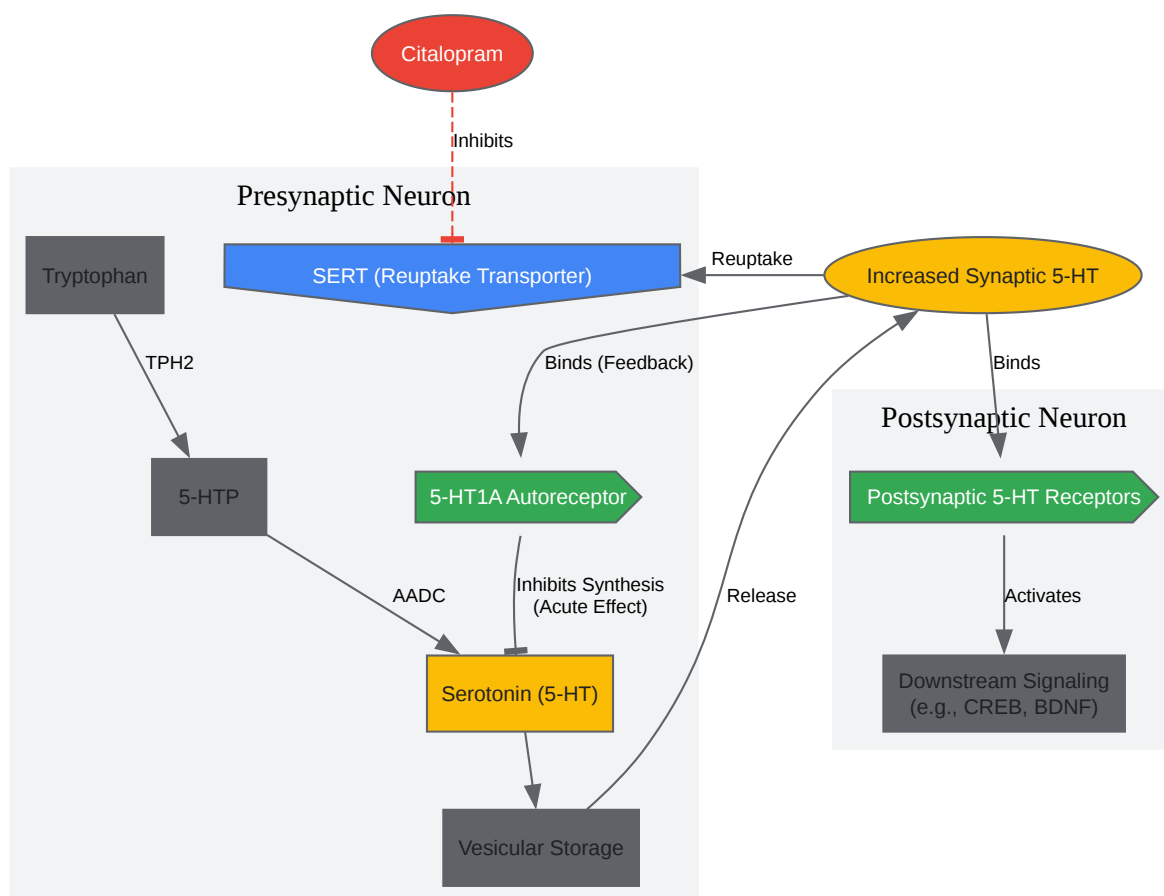 Citalopram
Inhibits
Presynaptic Neuron
Tryptophan
SERT (Reuptake Transporter)
Reuptake
Increased Synaptic 5-HT
TPH2
Binds (Feedback)
Binds
Postsynaptic Neuron
5-HTP
5-HT1A Autoreceptor
Postsynaptic 5-HT Receptors
AADC
Inhibits Synthesis
(Acute Effect)
Release
Activates
Serotonin (5-HT)
Downstream Signaling
(e.g., CREB, BDNF)
Vesicular Storage